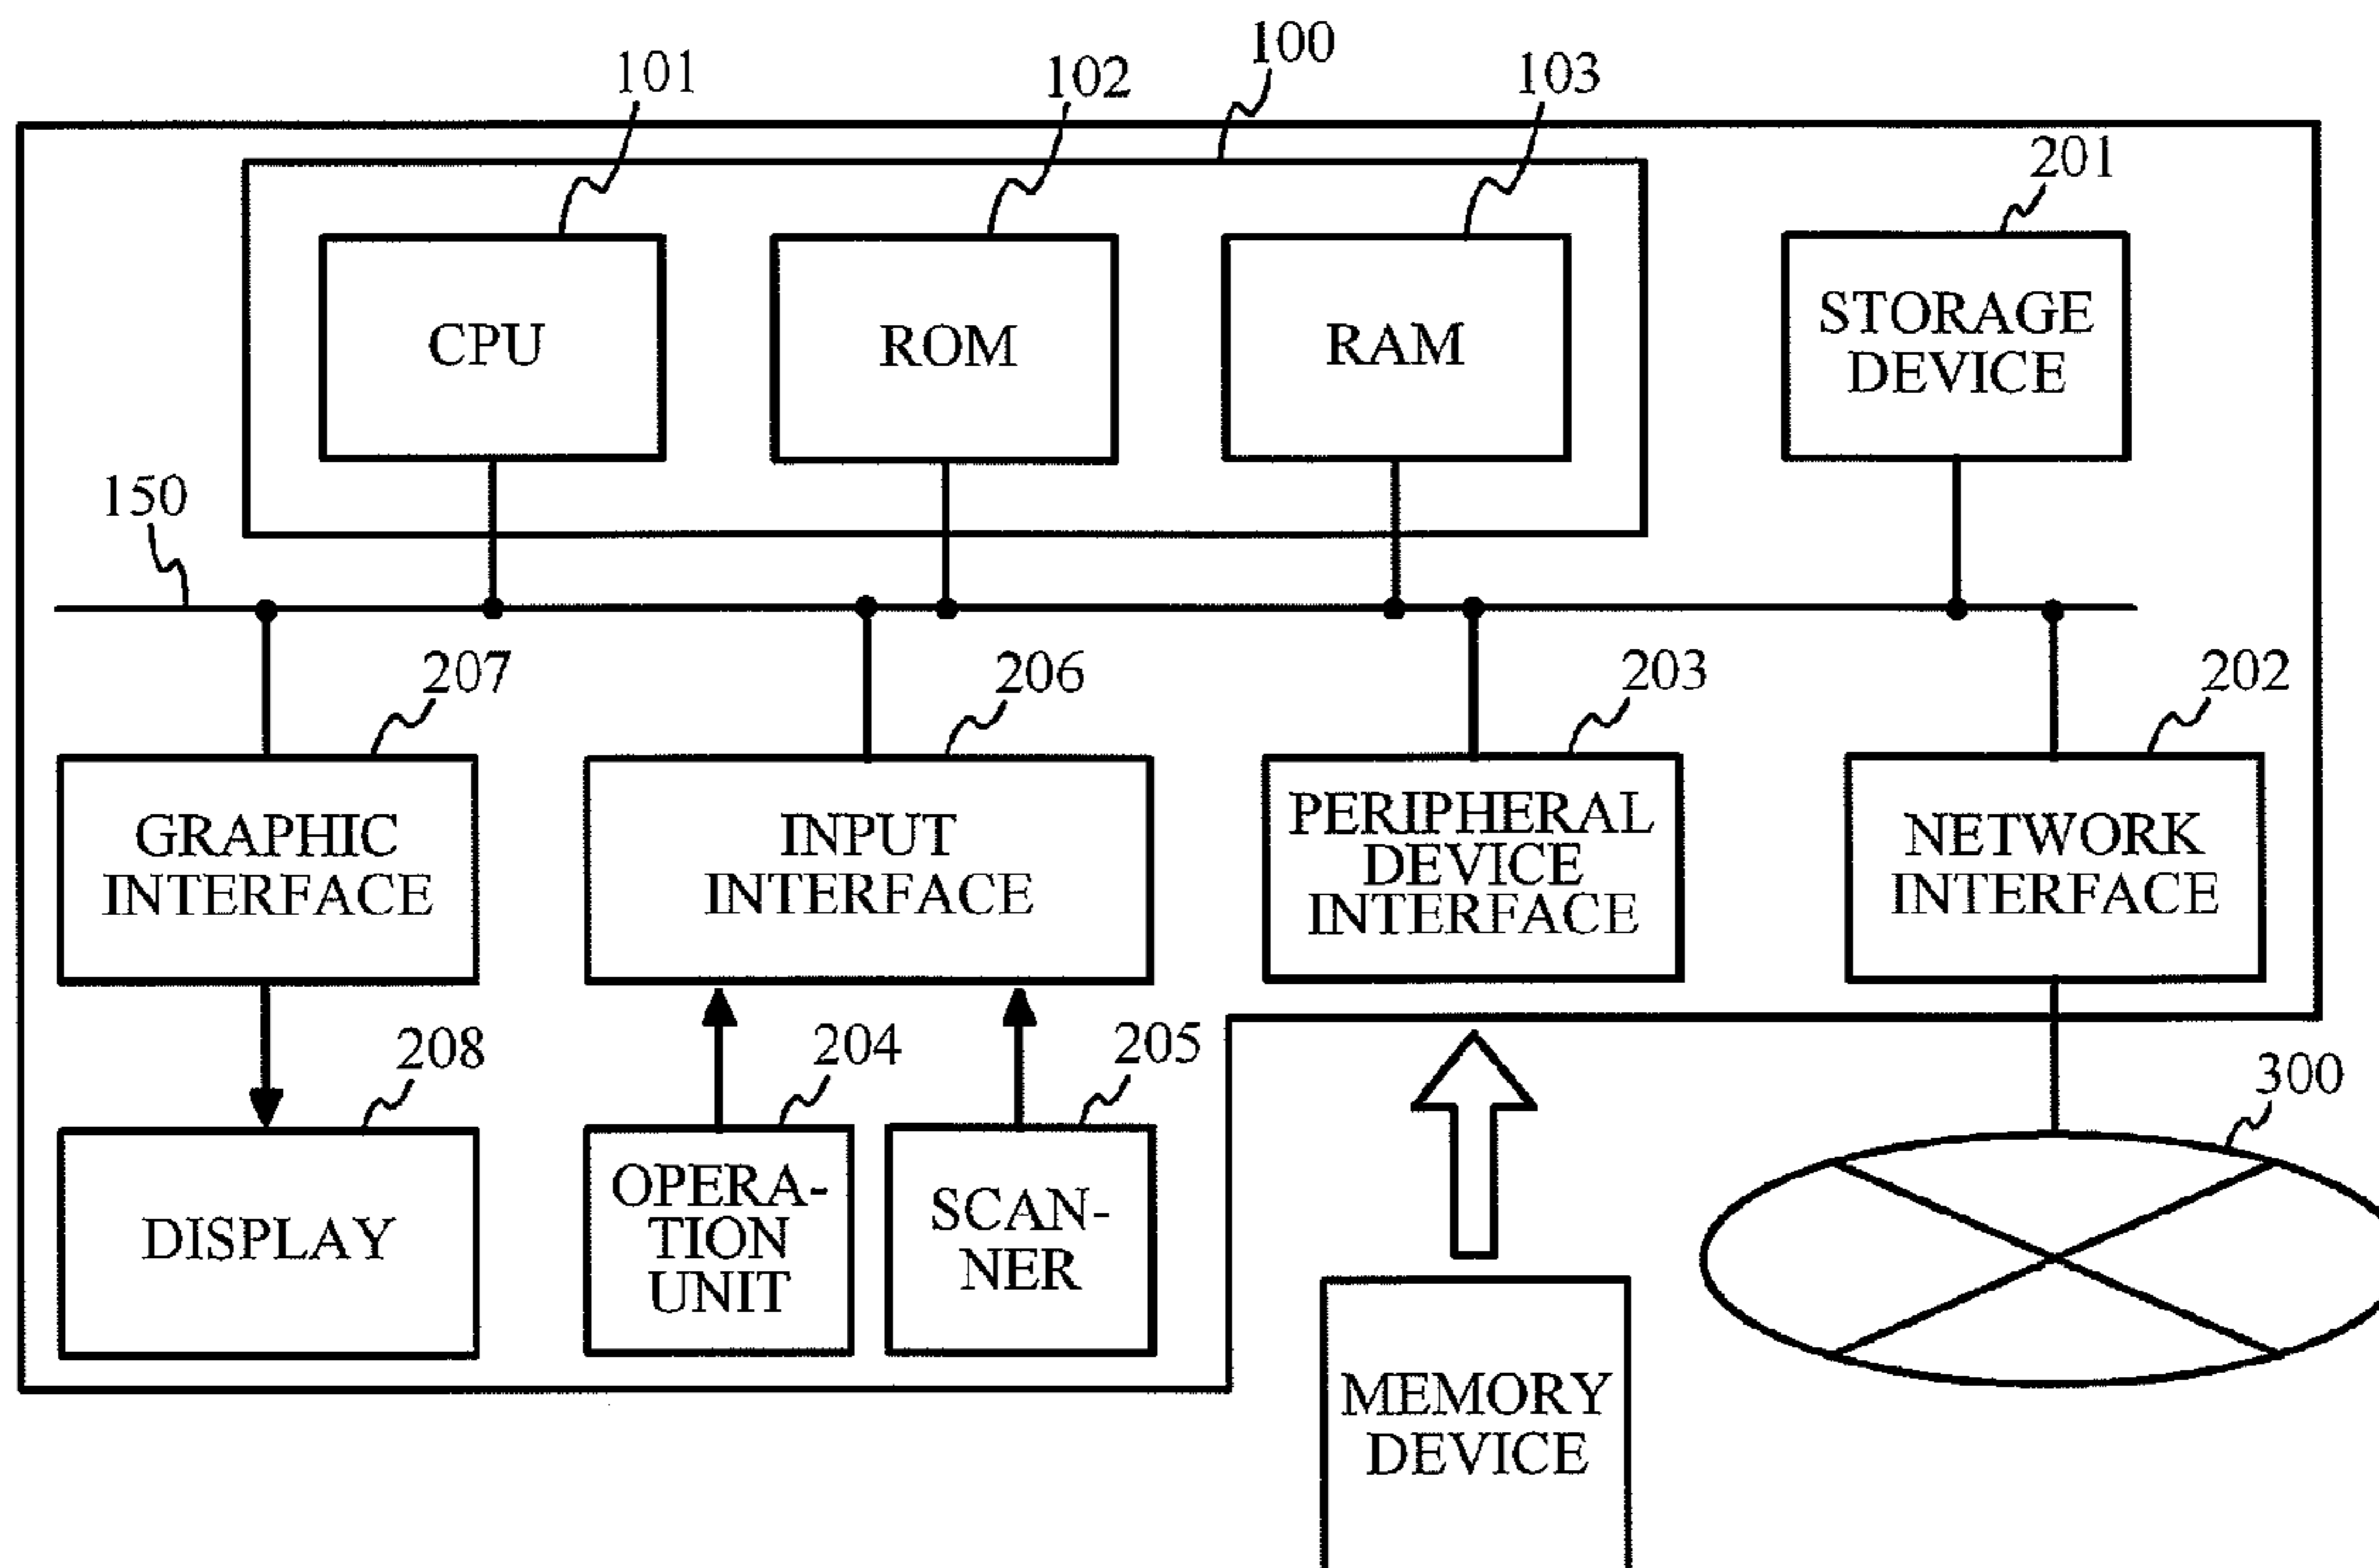 100
101
102
103
201
CPU
ROM
RAM
STORAGE
DEVICE
150
207
206
203
202
GRAPHIC
INTERFACE
INPUT
INTERFACE
PERIPHERAL
DEVICE
INTERFACE
NETWORK
INTERFACE
208
204
205
300
DISPLAY
OPERA-
TION
UNIT
SCAN-
NER
MEMORY
DEVICE